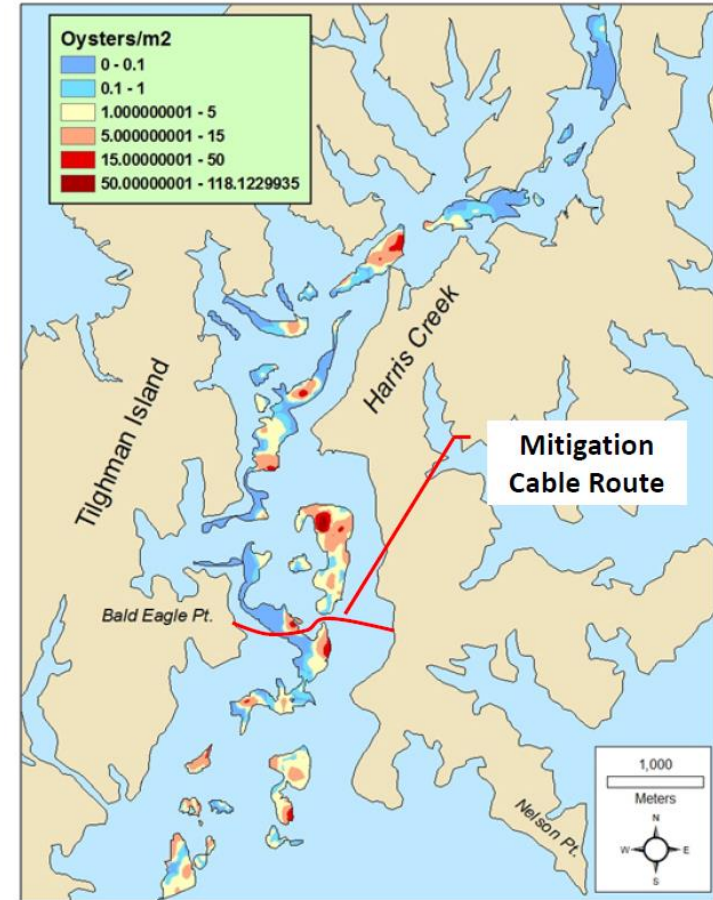 Oysters/m2
0 - 0.1
0.1 - 1
1.000000001 - 5
5.00000001 - 15
15.00000001 - 50
50.00000001 - 118.1229935
Harris Creek
Tilghman Island
Mitigation
Cable Route
Bald Eagle Pt.
Nelson Pt.
1,000
Meters
N
W
E
S